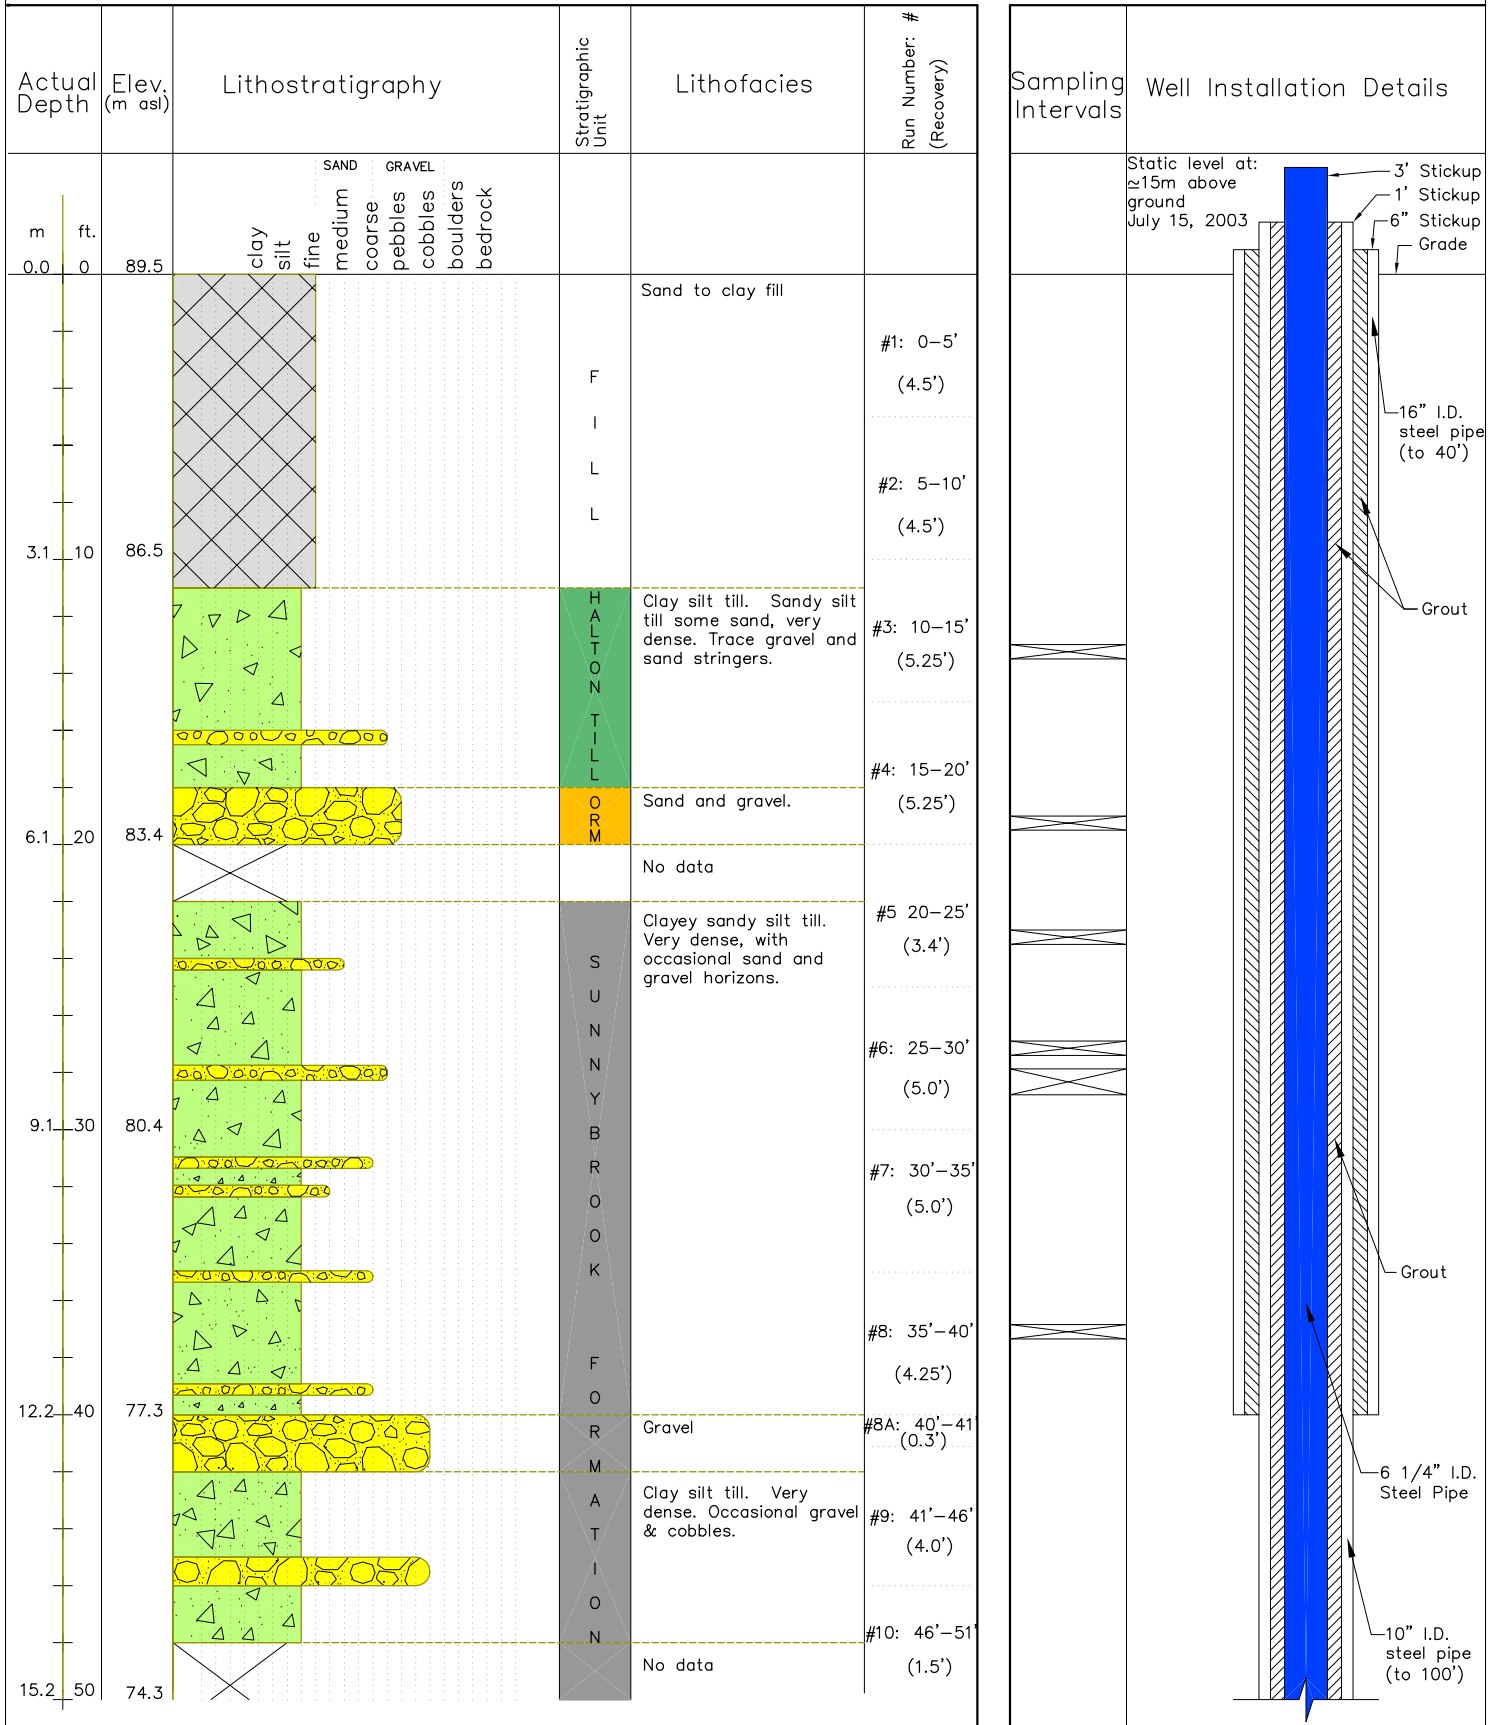 Actual
Depth
Elev.
(m asl)
Lithostratigraphy
Stratigraphic
Unit
Lithofacies
Run Number: #
(Recovery)
Sampling
Intervals
Well Installation Details
SAND
GRAVEL
clay
silt
fine
medium
coarse
pebbles
cobbles
boulders
bedrock
m
ft.
Static level at:
≃15m above
ground
July 15, 2003
3' Stickup
1' Stickup
6" Stickup
Grade
0.0
0
89.5
Sand to clay fill
FILL
#1: 0-5'
(4.5')
#2: 5-10'
(4.5')
16" I.D.
steel pipe
(to 40')
3.1
10
86.5
HALTON TILL
Clay silt till. Sandy silt
till some sand, very
dense. Trace gravel and
sand stringers.
#3: 10-15'
(5.25')
Grout
#4: 15-20'
(5.25')
ORM
Sand and gravel.
6.1
20
83.4
No data
SUNNYBROOK FORMATION
Clayey sandy silt till.
Very dense, with
occasional sand and
gravel horizons.
#5 20-25'
(3.4')
#6: 25-30'
(5.0')
9.1
30
80.4
#7: 30'-35'
(5.0')
Grout
#8: 35'-40'
(4.25')
12.2
40
77.3
Gravel
#8A: 40'-41'
(0.3')
6 1/4" I.D.
Steel Pipe
Clay silt till. Very
dense. Occasional gravel
& cobbles.
#9: 41'-46'
(4.0')
#10: 46'-51'
(1.5')
10" I.D.
steel pipe
(to 100')
No data
15.2
50
74.3